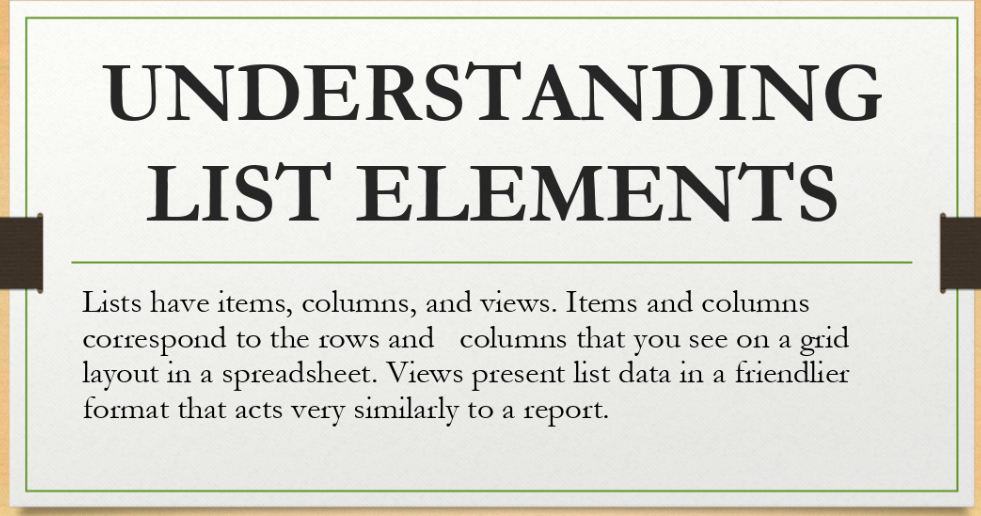 UNDERSTANDING
LIST ELEMENTS
Lists have items, columns, and views. Items and columns
correspond to the rows and   columns that you see on a grid
layout in a spreadsheet. Views present list data in a friendlier
format that acts very similarly to a report.